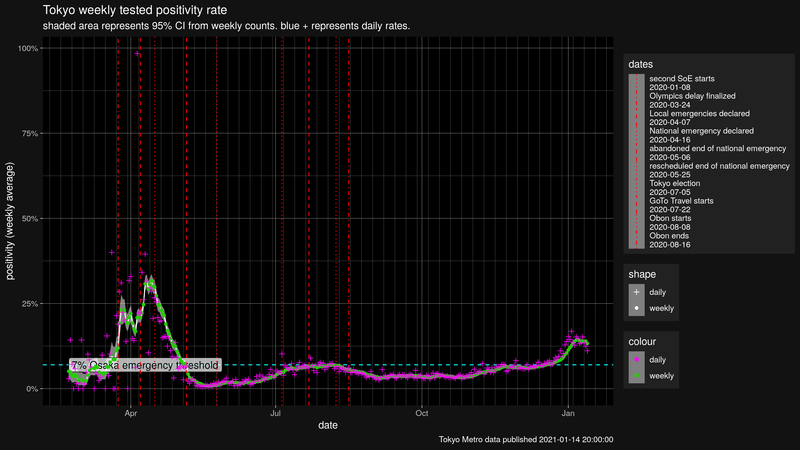 Tokyo weekly tested positivity rate
shaded area represents 95% CI from weekly counts. blue + represents daily rates.
100%
75%
50%
25%
0%
positivity (weekly average)
7% Osaka emergency threshold
Apr
Jul
Oct
Jan
date
dates
second SoE starts
2020-01-08
Olympics delay finalized
2020-03-24
Local emergencies declared
2020-04-07
National emergency declared
2020-04-16
abandoned end of national emergency
2020-05-06
rescheduled end of national emergency
2020-05-25
Tokyo election
2020-07-05
GoTo Travel starts
2020-07-22
Obon starts
2020-08-08
Obon ends
2020-08-16
shape
daily
weekly
colour
daily
weekly
Tokyo Metro data published 2021-01-14 20:00:00